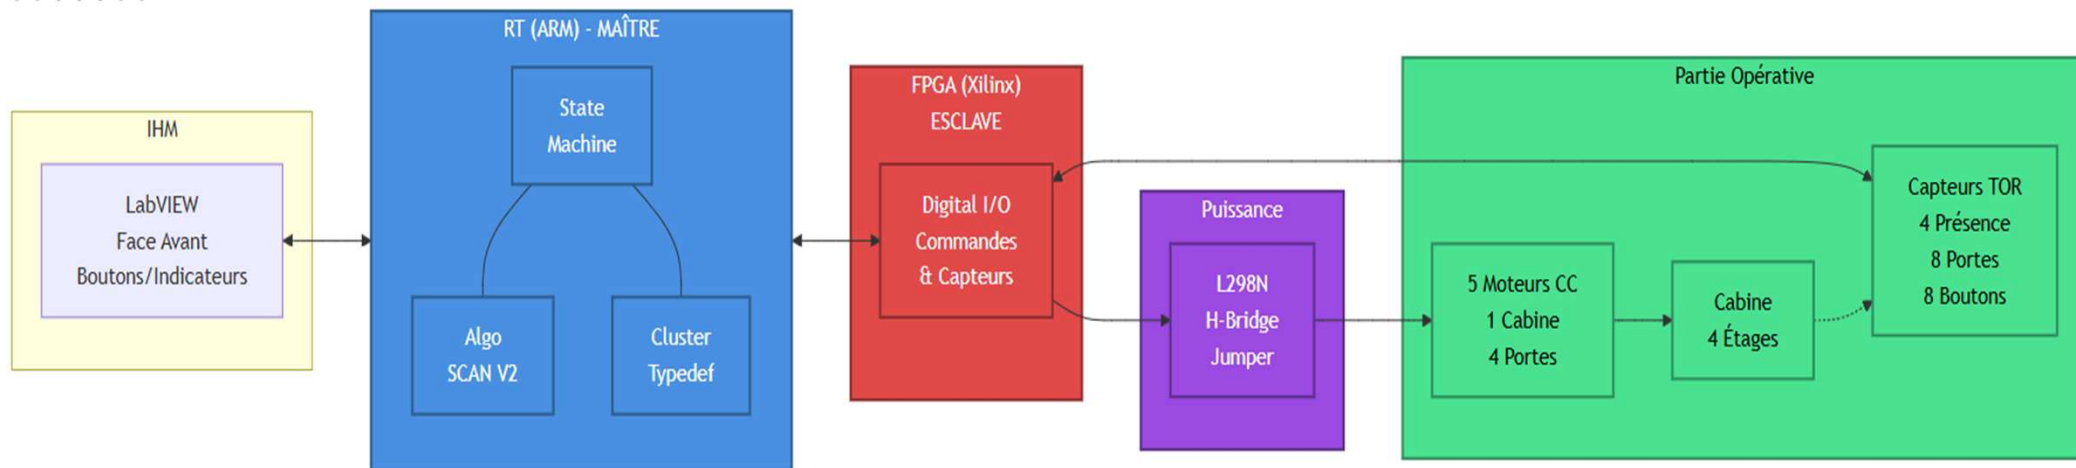 IHM
LabVIEW
Face Avant
Boutons/Indicateurs
RT (ARM) - MAÎTRE
State
Machine
Algo
SCAN V2
Cluster
Typedef
FPGA (Xilinx)
ESCLAVE
Digital I/O
Commandes
& Capteurs
Puissance
L298N
H-Bridge
Jumper
Partie Opérative
5 Moteurs CC
1 Cabine
4 Portes
Cabine
4 Étages
Capteurs TOR
4 Présence
8 Portes
8 Boutons